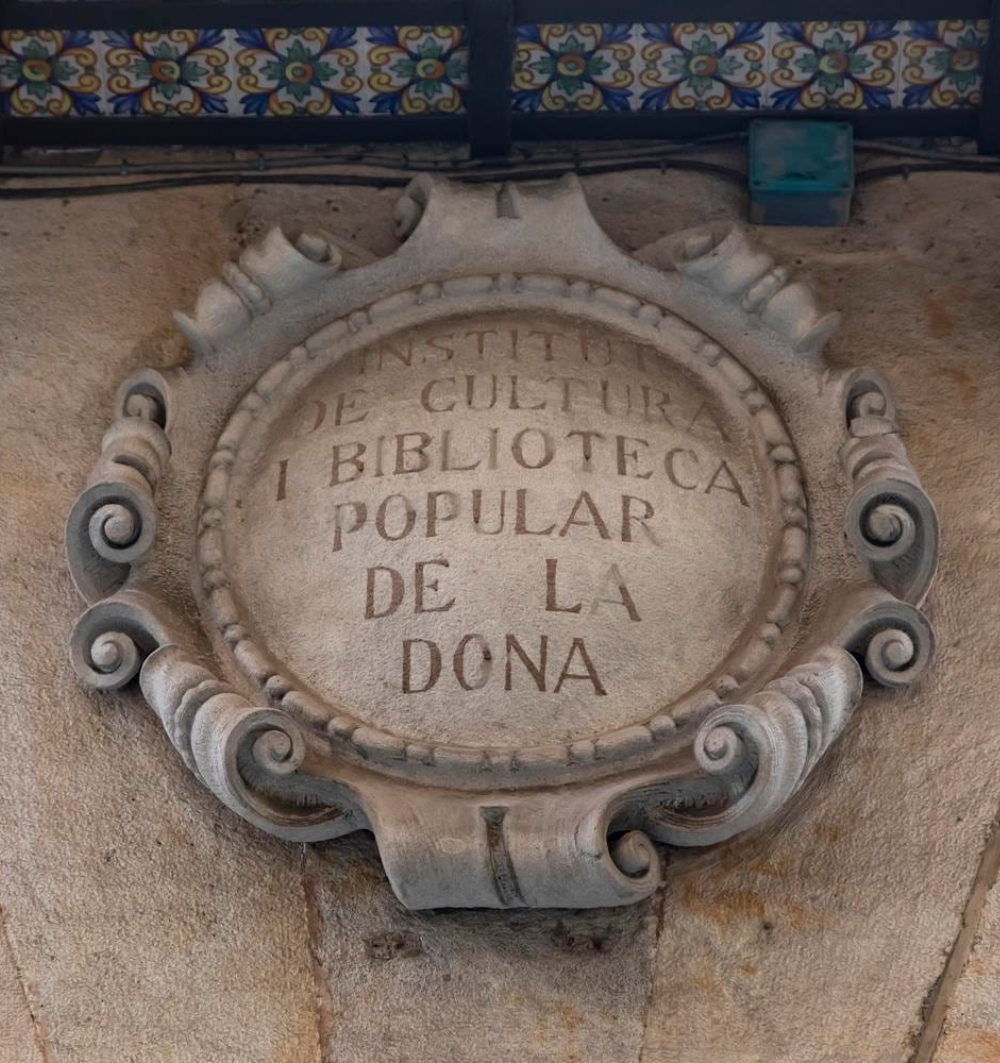 INSTITUT
DE CULTURA
I BIBLIOTECA
POPULAR
DE LA
DONA